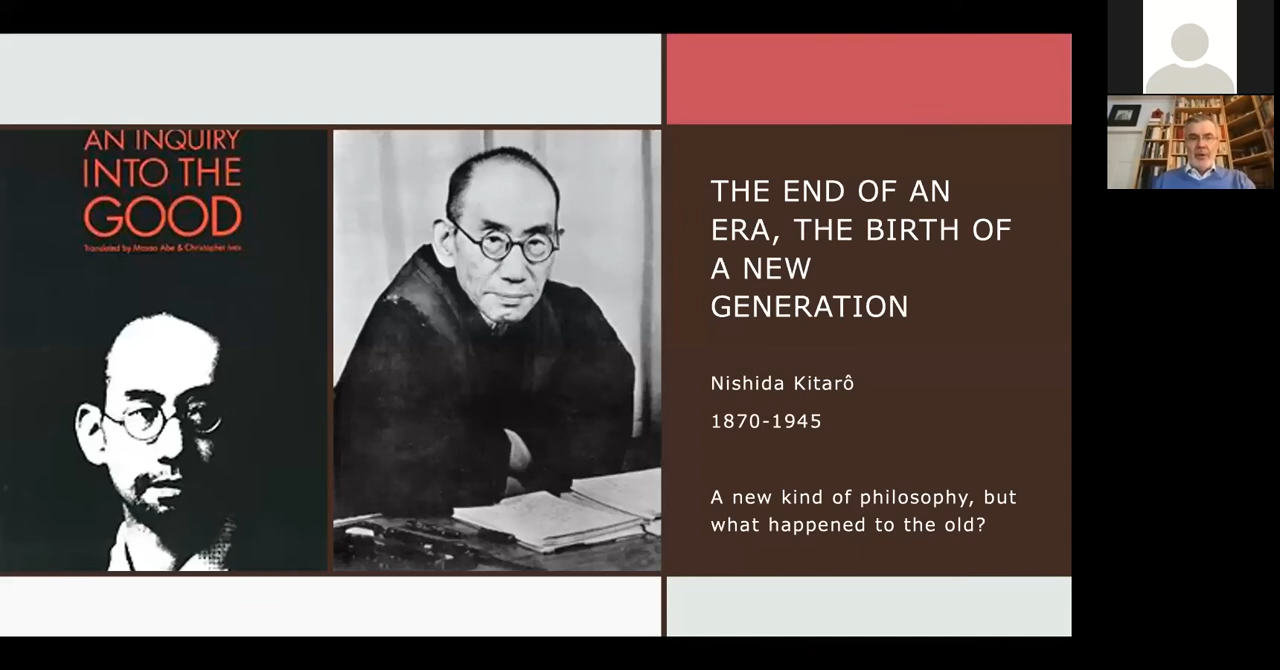 AN INQUIRY
INTO THE
GOOD
Translated by Masao Abe & Christopher Ives
THE END OF AN
ERA, THE BIRTH OF
A NEW
GENERATION
Nishida Kitarô
1870-1945
A new kind of philosophy, but
what happened to the old?